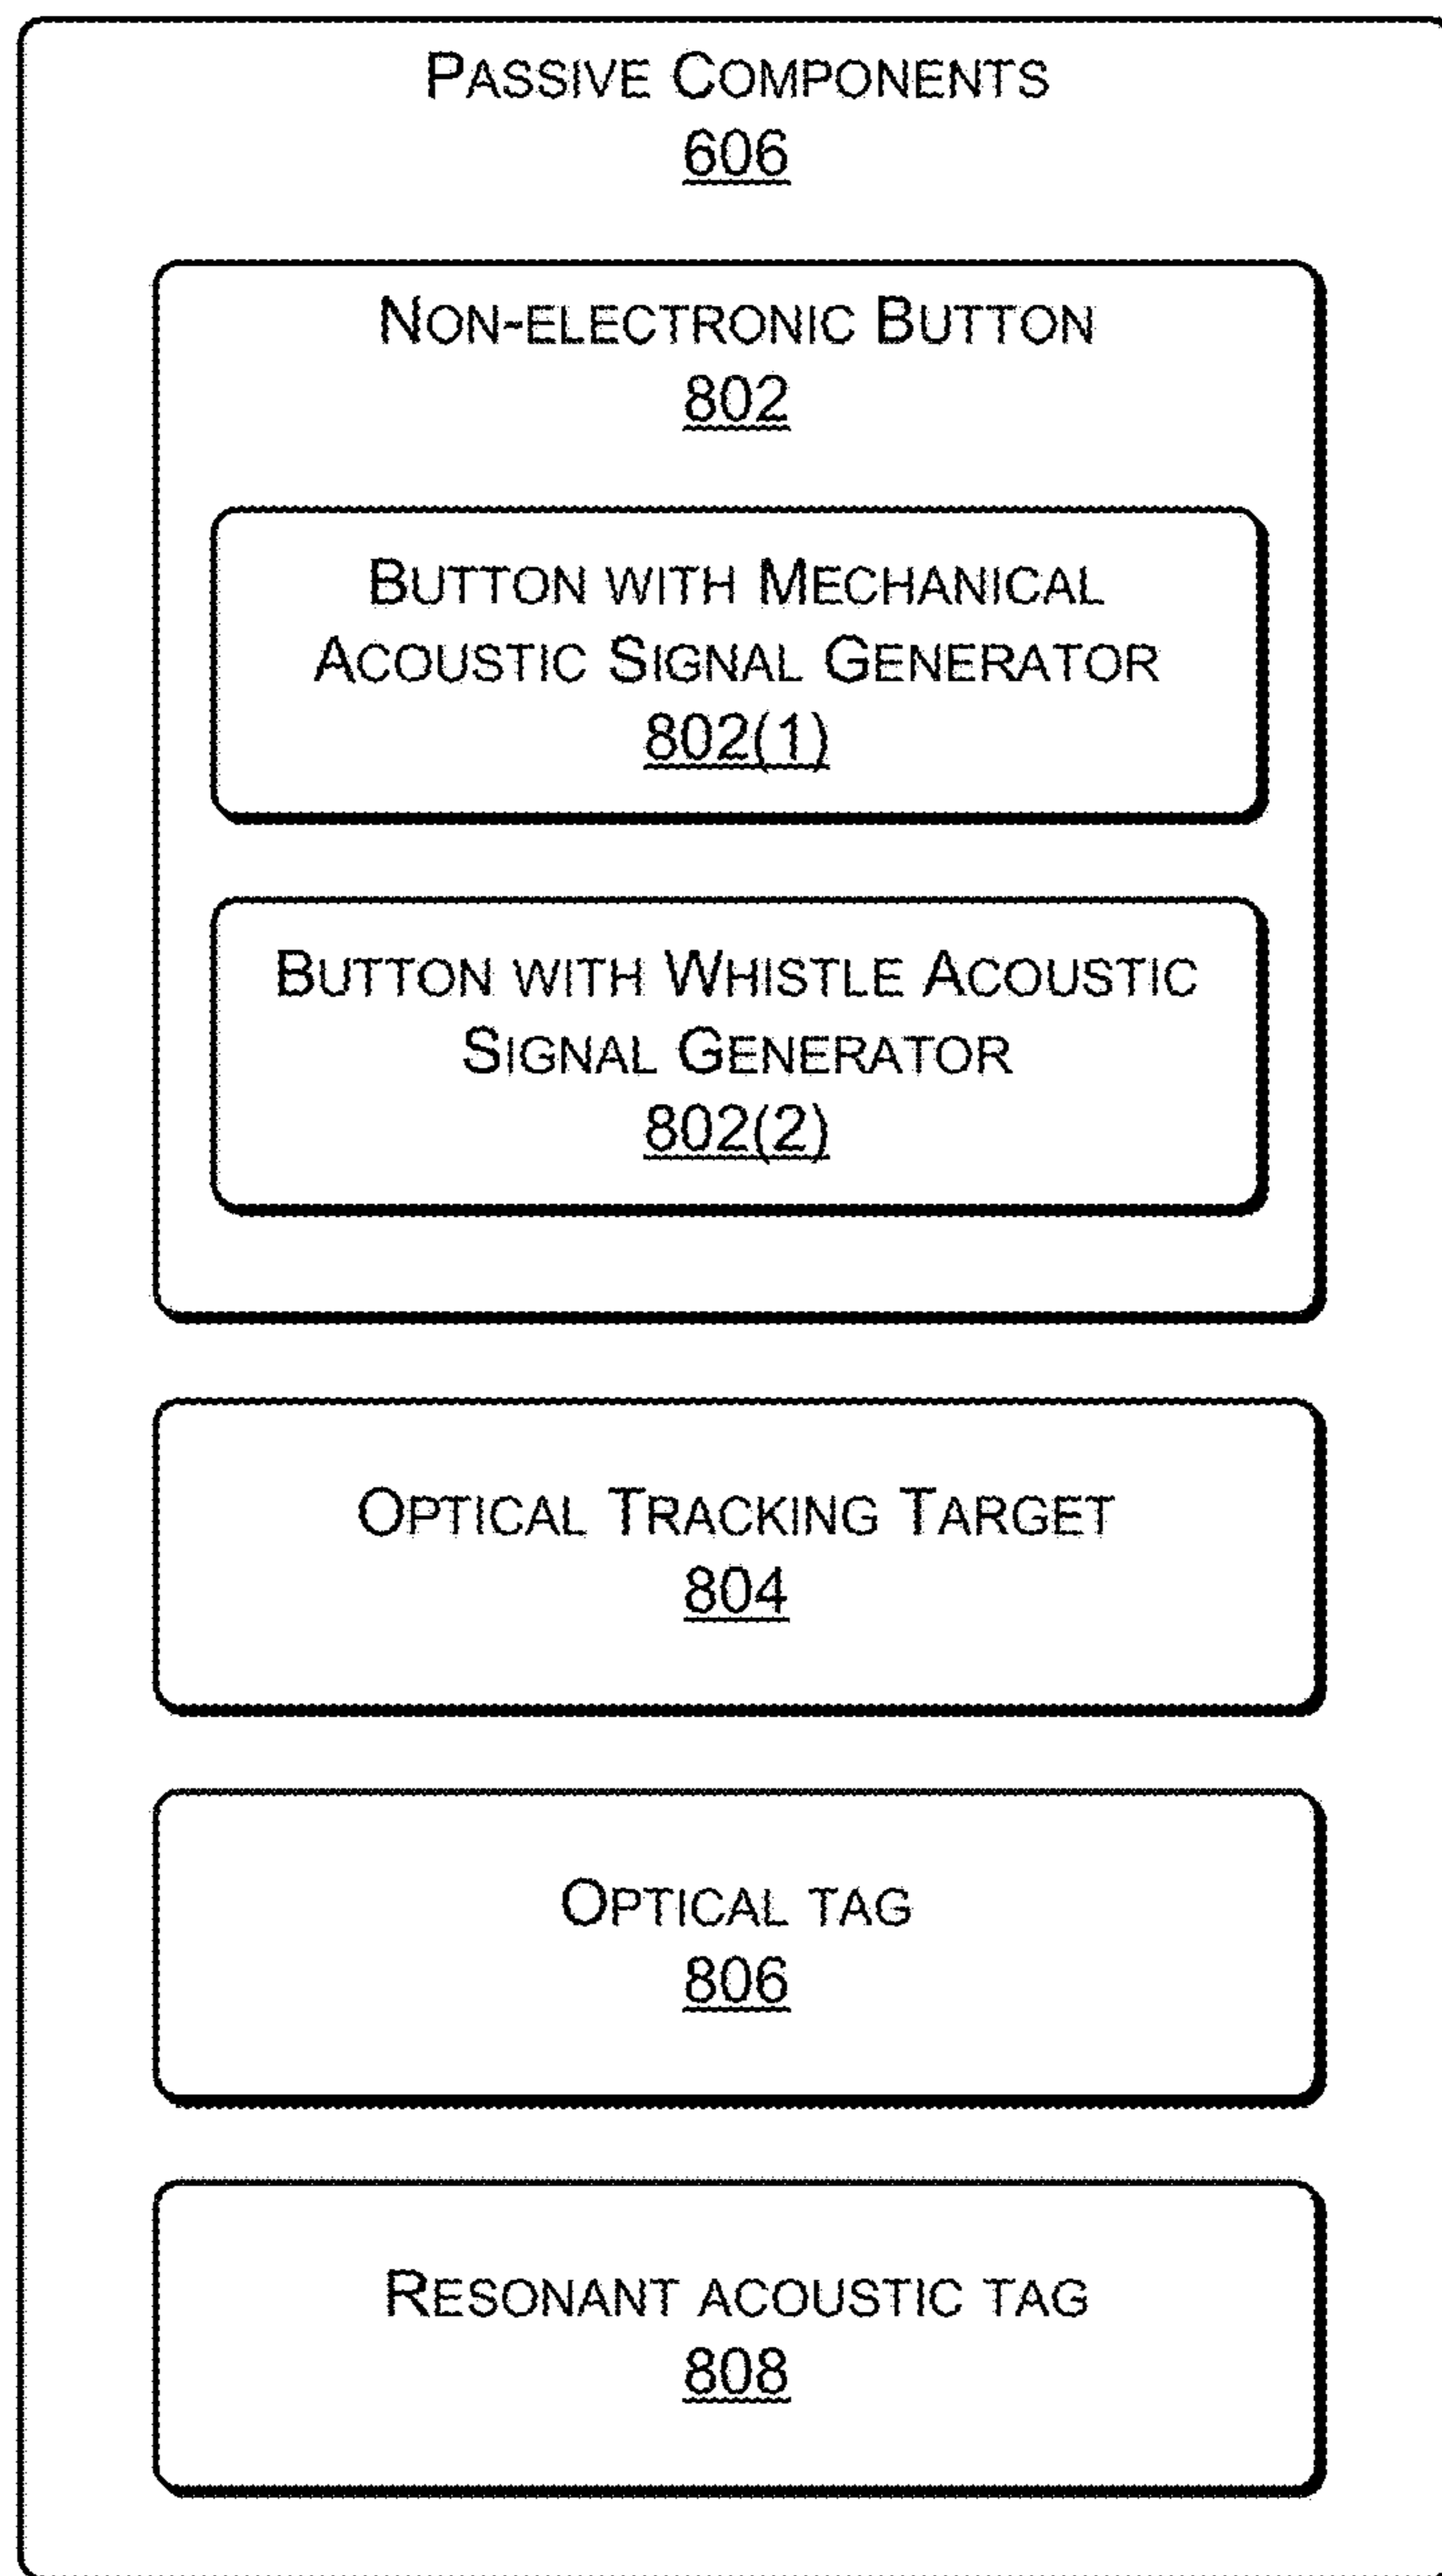 PASSIVE COMPONENTS
606
NON-ELECTRONIC BUTTON
802
BUTTON WITH MECHANICAL
ACOUSTIC SIGNAL GENERATOR
802(1)
BUTTON WITH WHISTLE ACOUSTIC
SIGNAL GENERATOR
802(2)
OPTICAL TRACKING TARGET
804
OPTICAL TAG
806
RESONANT ACOUSTIC TAG
808